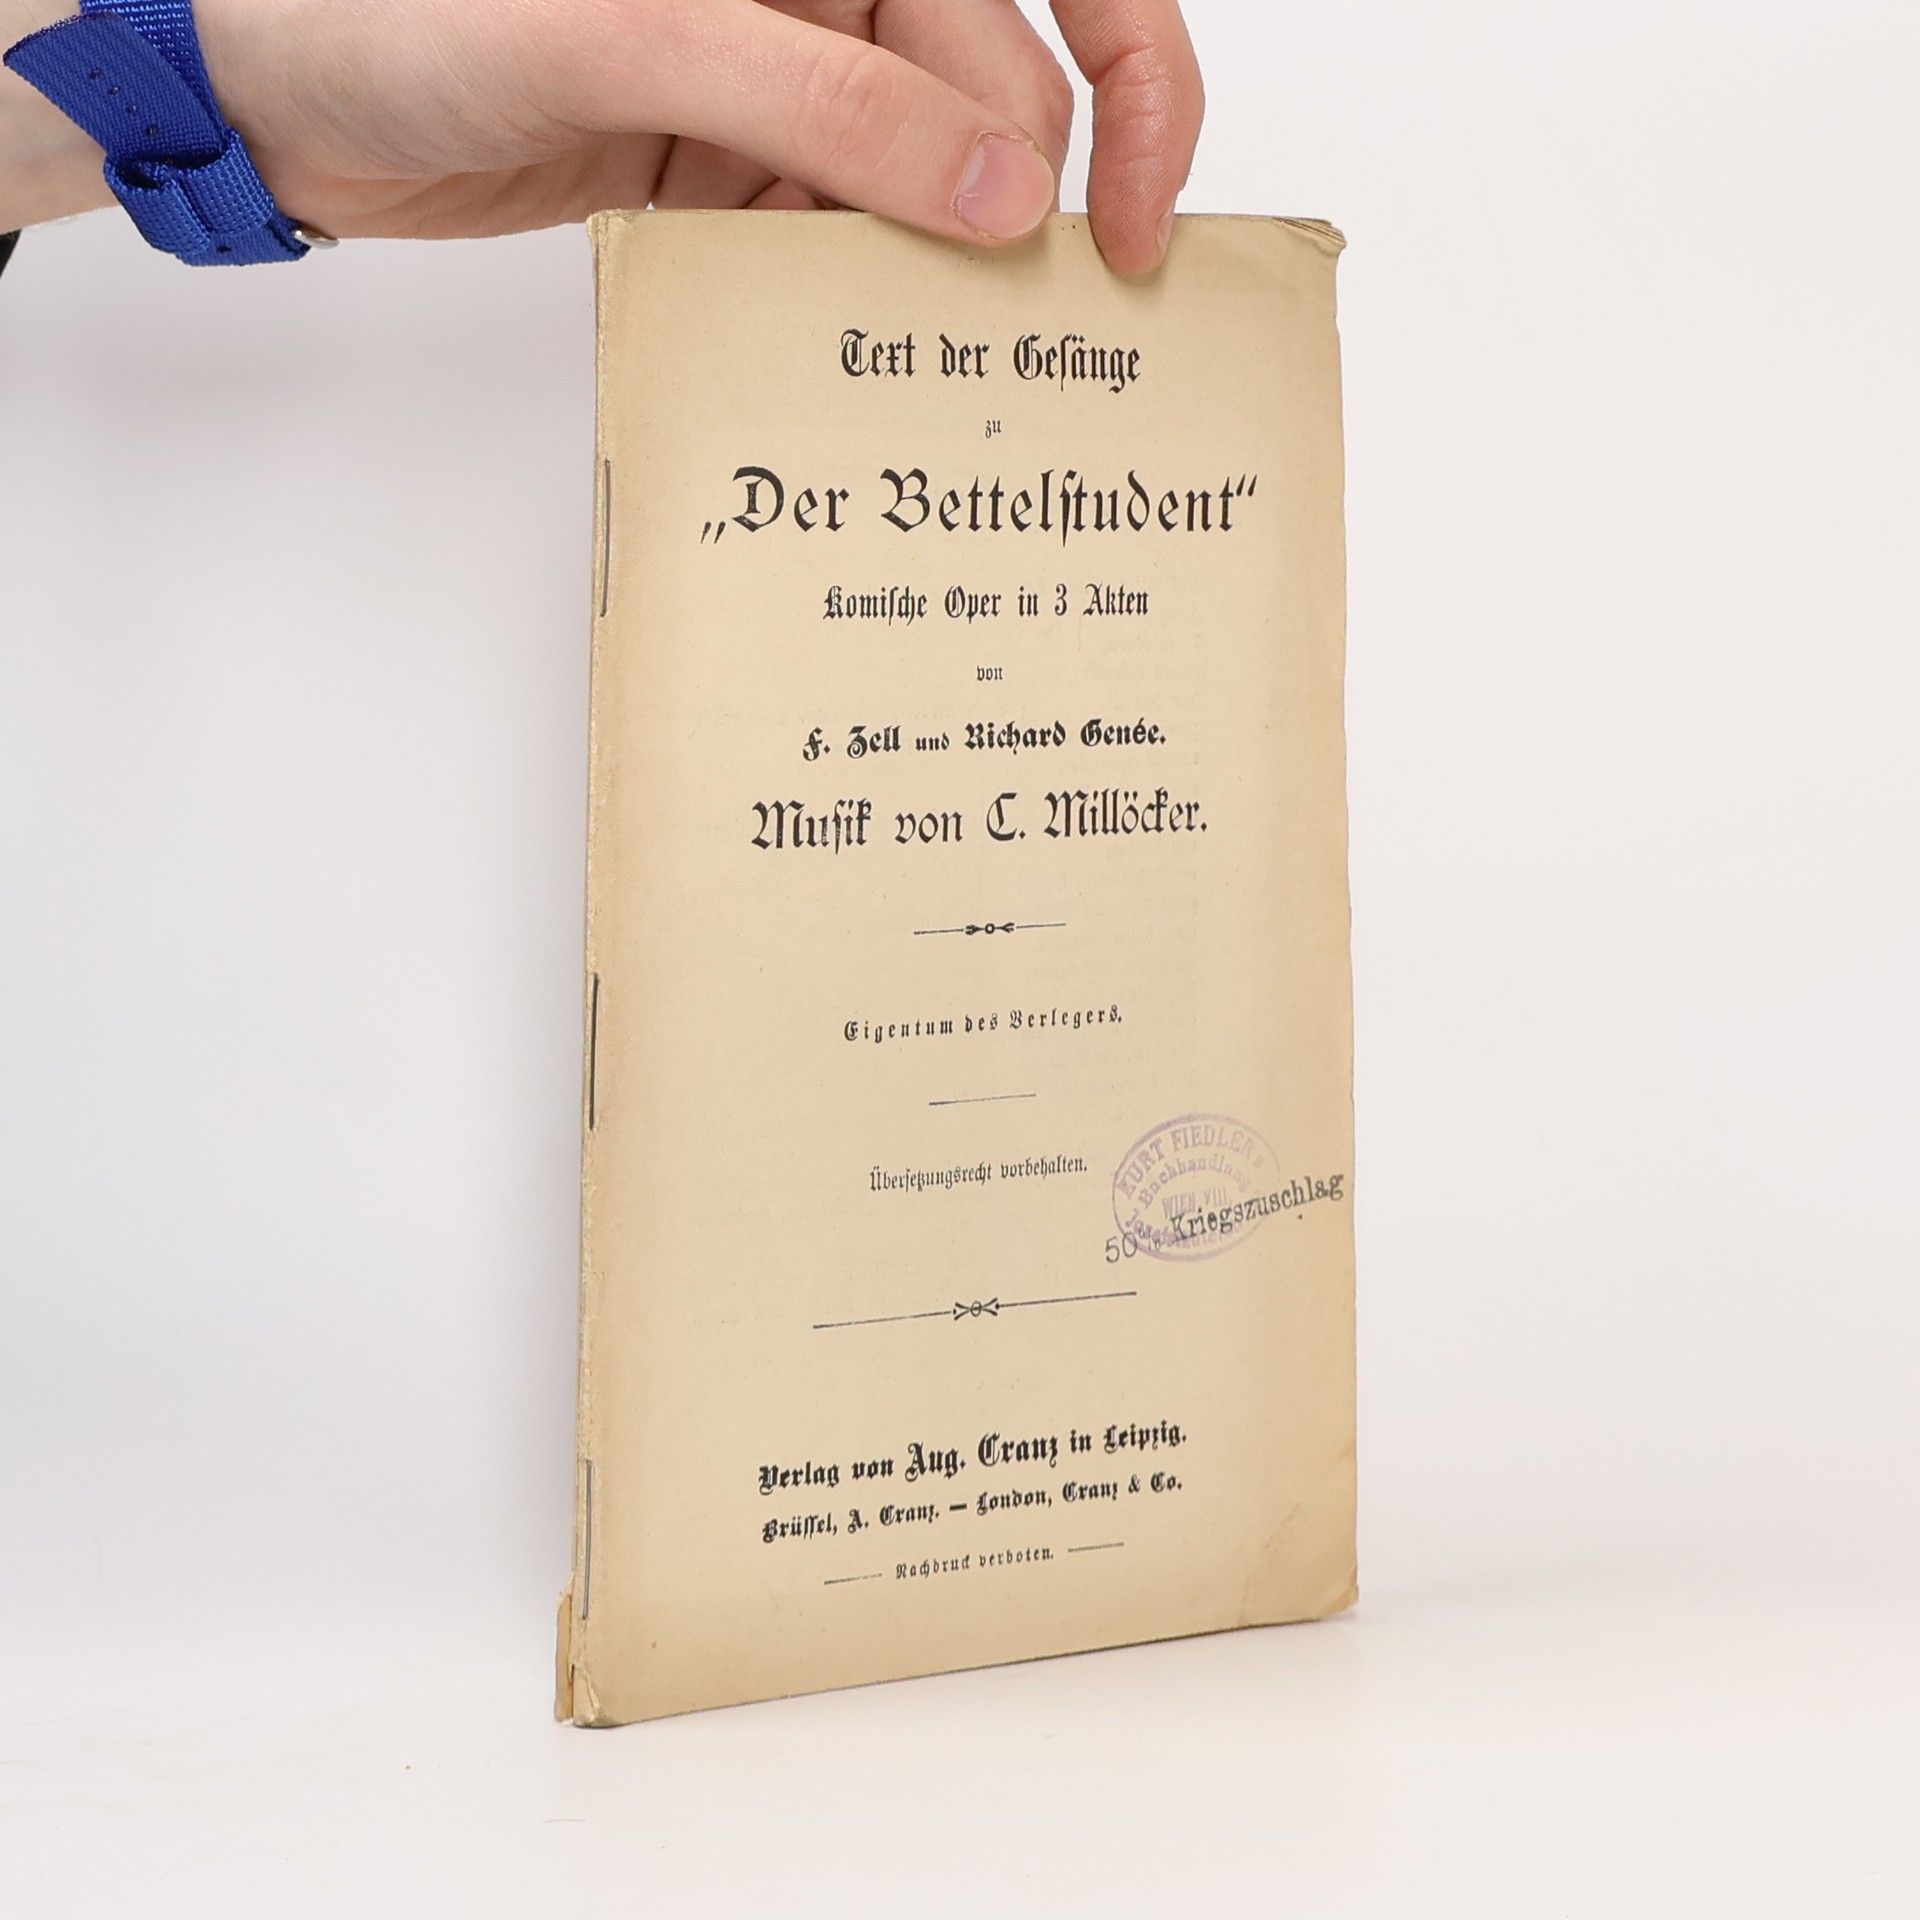 Text der Gesänge
zu
„Der Bettelstudent“
Komische Oper in 3 Akten
von
F. Zell und Richard Genée.
Musik von C. Millöcker.
Eigentum des Verlegers.
Übersetzungsrecht vorbehalten.
KURT FIEDLER
Buchhandlung
WIEN, VIII.
50% Kriegszuschlag
Verlag von Aug. Cranz in Leipzig.
Brüssel, A. Cranz. — London, Cranz & Co.
Nachdruck verboten.